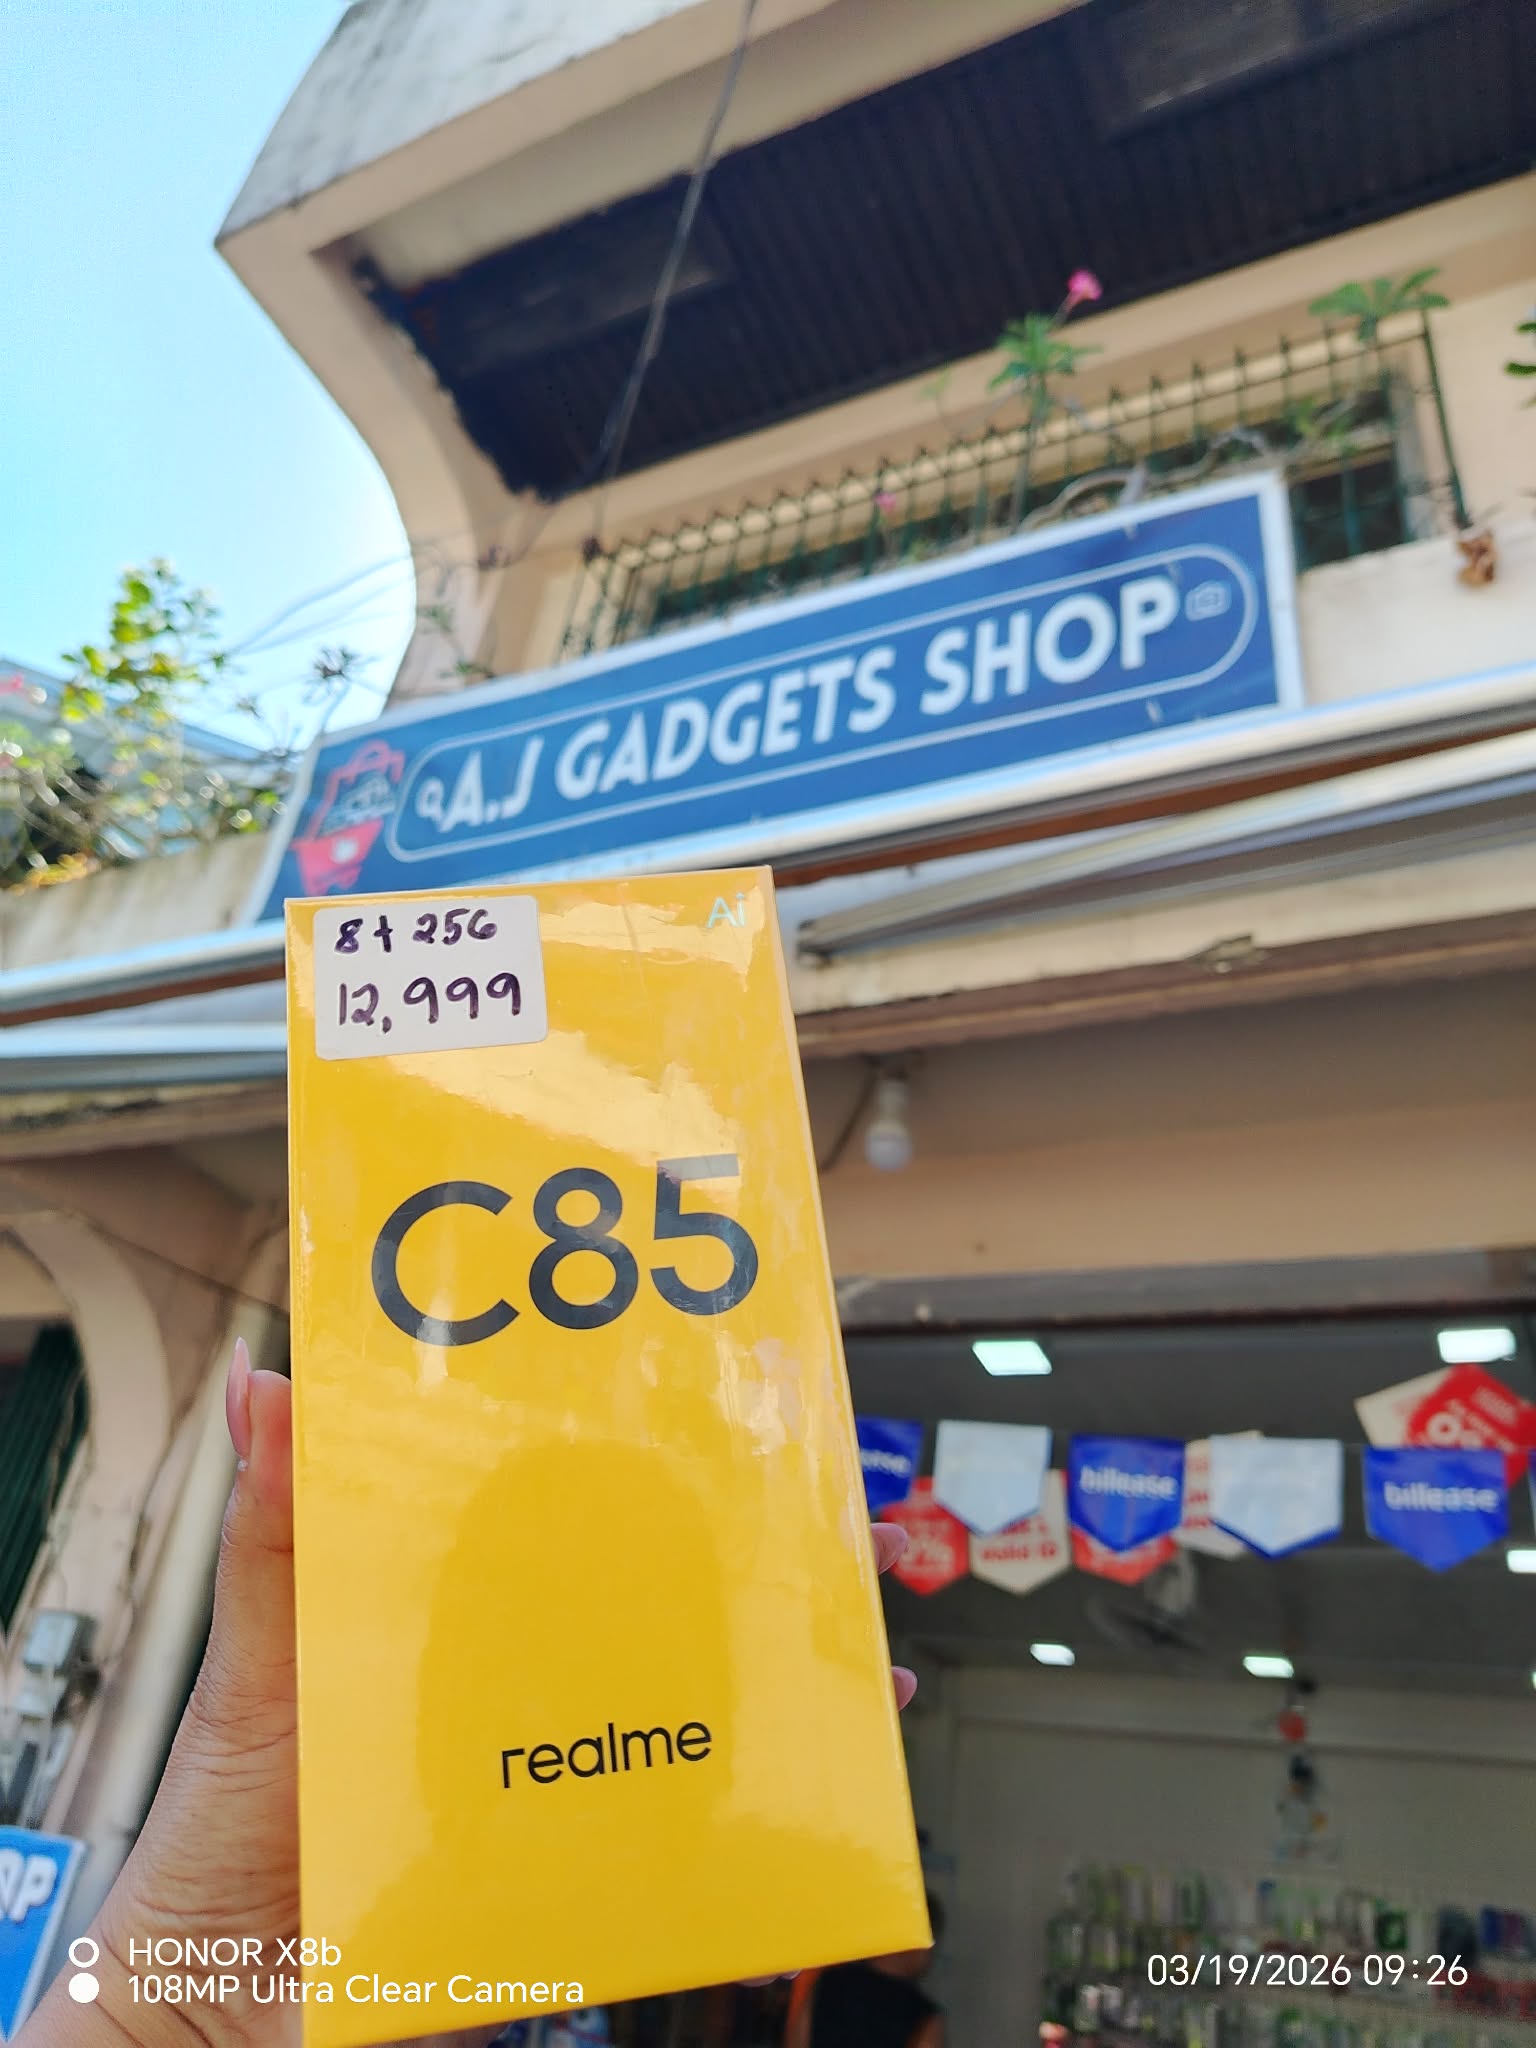 A.J GADGETS SHOP
8+ 256
12,999
Ai
C85
realme
billease
billease
HONOR X8b
108MP Ultra Clear Camera
03/19/2026 09:26